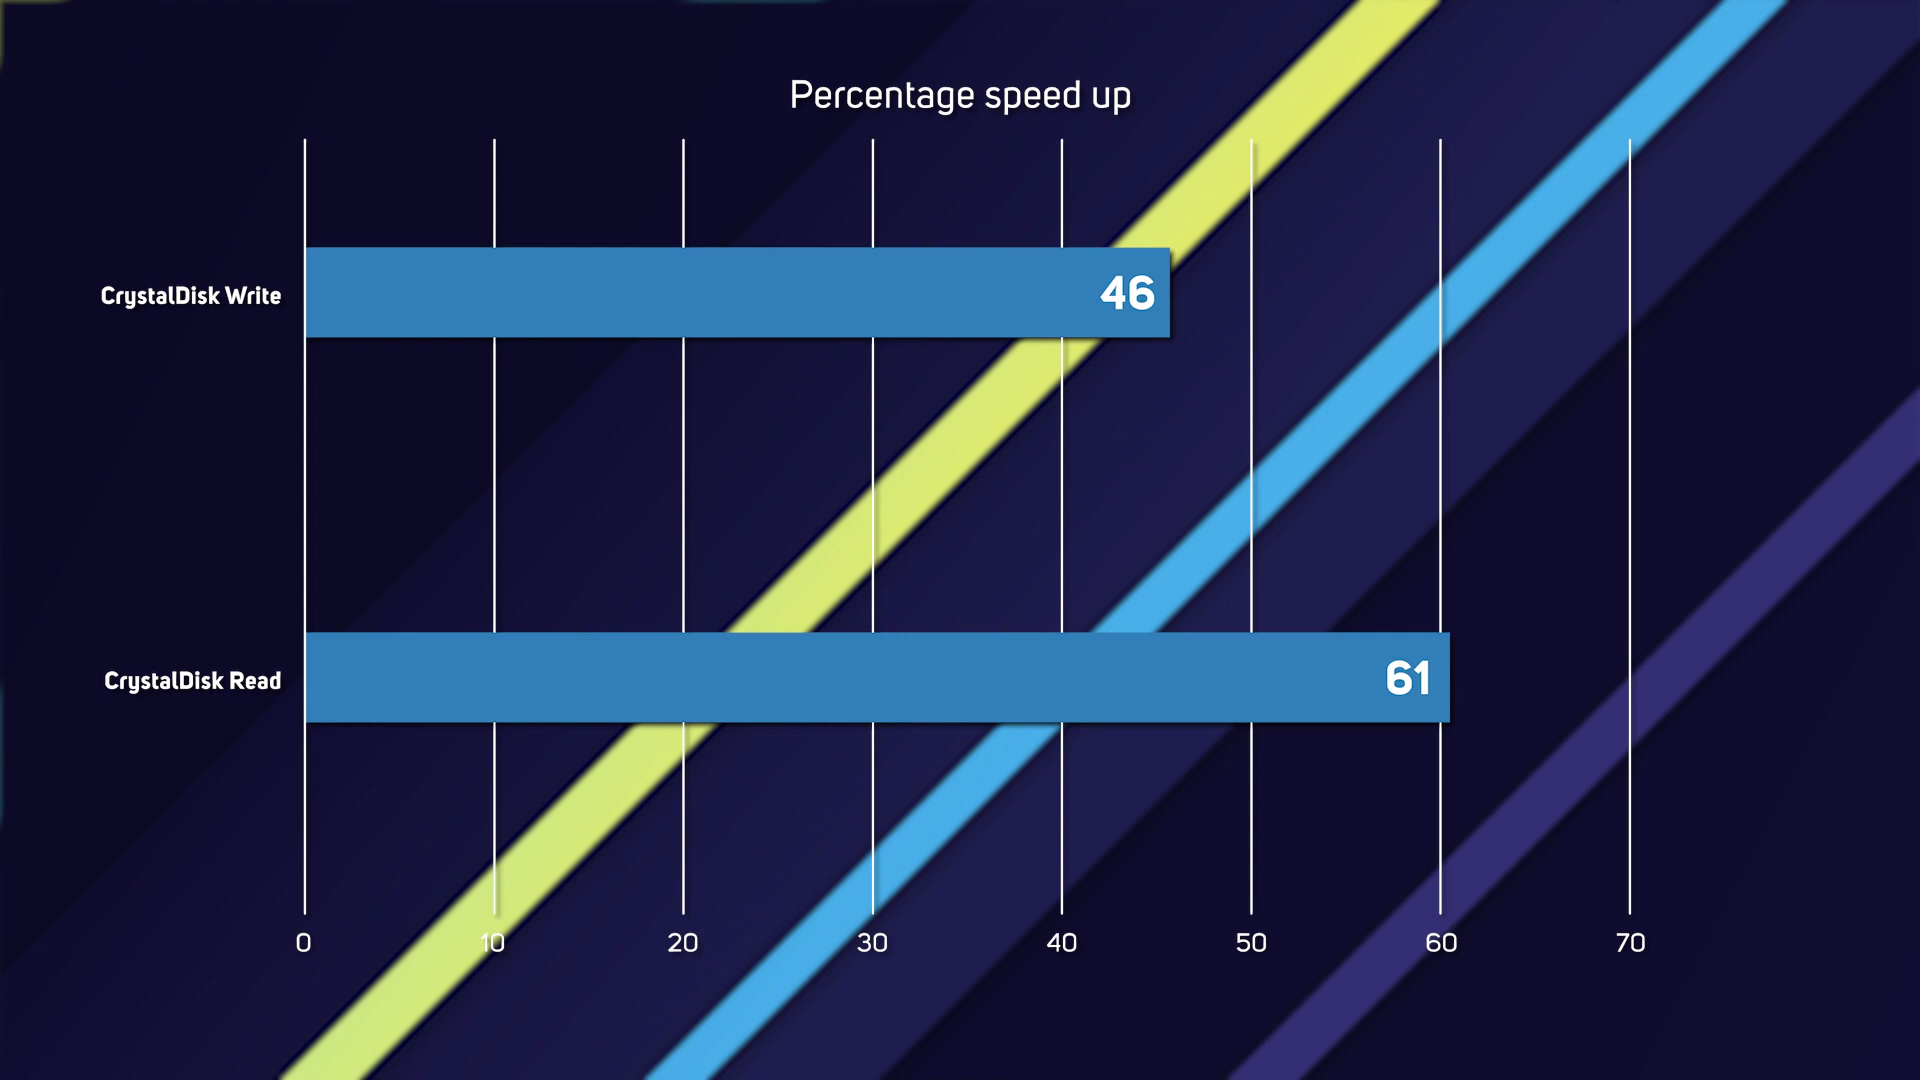 Percentage speed up
CrystalDisk Write
46
CrystalDisk Read
61
0 10 20 30 40 50 60 70